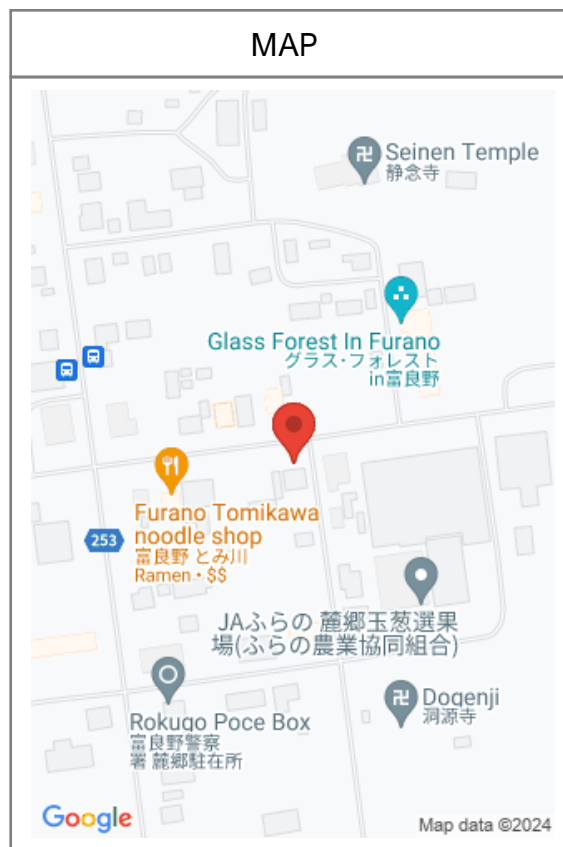 MAP
Seinen Temple
静念寺
Glass Forest In Furano
グラス・フォレスト
in富良野
Furano Tomikawa
noodle shop
富良野 とみ川
Ramen • $$
253
JAふらの 麓郷玉葱選果
場(ふらの農業協同組合)
Rokugo Poce Box
富良野警察
署 麓郷駐在所
Dogenji
洞源寺
Google
Map data ©2024